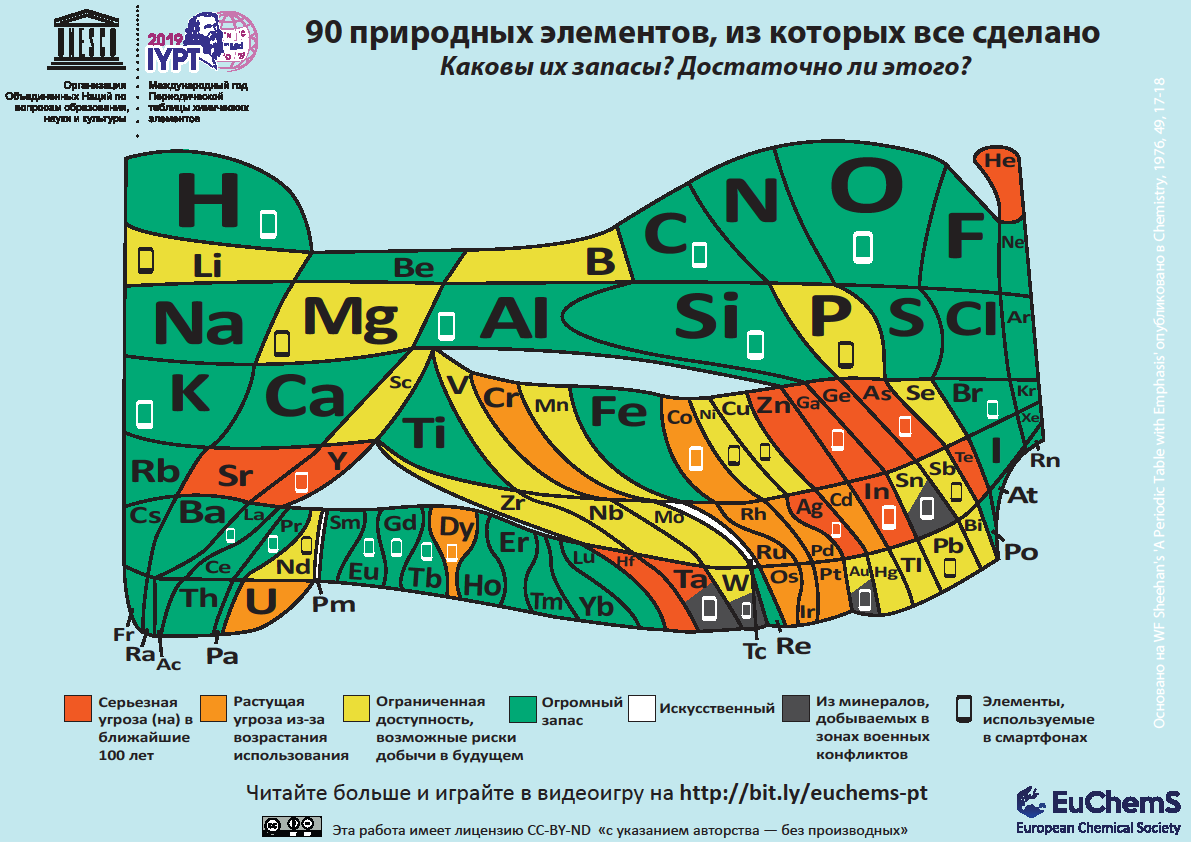 UNESCO
Организация
Объединенных Наций по
вопросам образования,
науки и культуры
2019
IYPT
Международный год
Периодической
таблицы химических
элементов
90 природных элементов, из которых все сделано
Каковы их запасы? Достаточно ли этого?
H
C
N
O
F
He
Ne
Li
Be
B
Na
Mg
Al
Si
P
S
Cl
Ar
K
Ca
Sc
Ti
V
Cr
Mn
Fe
Co
Ni
Cu
Zn
Ga
Ge
As
Se
Br
Kr
Rb
Sr
Y
Zr
Nb
Mo
Rh
Ru
Pd
Ag
Cd
In
Sn
Sb
Te
I
Xe
Cs
Ba
La
Ce
Pr
Nd
Pm
Sm
Eu
Gd
Tb
Dy
Ho
Er
Tm
Yb
Lu
Hf
Ta
W
Tc
Re
Os
Ir
Pt
Au
Hg
Tl
Pb
Bi
Po
At
Rn
Fr
Ra
Ac
Th
Pa
U
Серьезная
угроза (на) в
ближайшие
100 лет
Растущая
угроза из-за
возрастания
использования
Ограниченная
доступность,
возможные риски
добычи в будущем
Огромный
запас
Искусственный
Из минералов,
добываемых в
зонах военных
конфликтов
Элементы,
используемые
в смартфонах
Читайте больше и играйте в видеоигру на http://bit.ly/euchems-pt
Эта работа имеет лицензию CC-BY-ND «с указанием авторства — без производных»
EuChemS
European Chemical Society
Основано на WF Sheehan's 'A Periodic Table with Emphasis' опубликовано в Chemistry, 1976, 49, 17-18